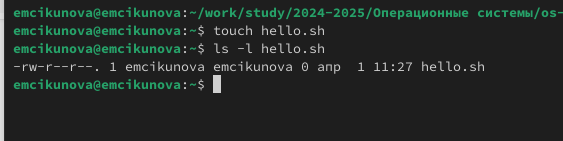 emcikunova@emcikunova:~/work/study/2024-2025/Операционные системы/os-
emcikunova@emcikunova:~$ touch hello.sh
emcikunova@emcikunova:~$ ls -l hello.sh
-rw-r--r--. 1 emcikunova emcikunova 0 апр  1 11:27 hello.sh
emcikunova@emcikunova:~$